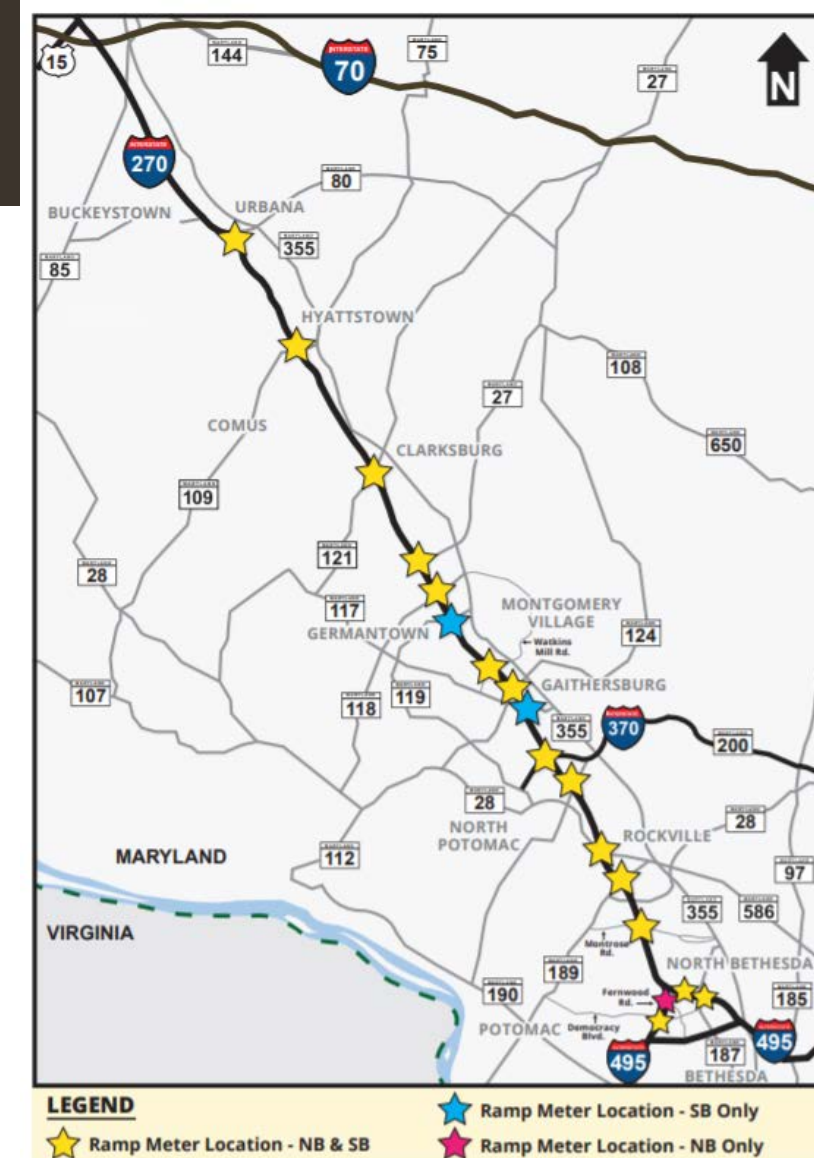 15
144
INTERSTATE
70
75
27
N
INTERSTATE
270
80
BUCKEYSTOWN
URBANA
355
85
HYATTSTOWN
108
27
COMUS
650
CLARKSBURG
109
121
28
117
MONTGOMERY
VILLAGE
GERMANTOWN
124
Watkins
Mill Rd.
107
118
119
GAITHERSBURG
355
INTERSTATE
370
200
28
28
NORTH
POTOMAC
ROCKVILLE
MARYLAND
112
97
VIRGINIA
355
586
Montrose
Rd.
189
NORTH BETHESDA
190
Fernwood
Rd.
185
POTOMAC
Democracy
Blvd.
INTERSTATE
495
187
INTERSTATE
495
BETHESDA
LEGEND
Ramp Meter Location - SB Only
Ramp Meter Location - NB & SB
Ramp Meter Location - NB Only